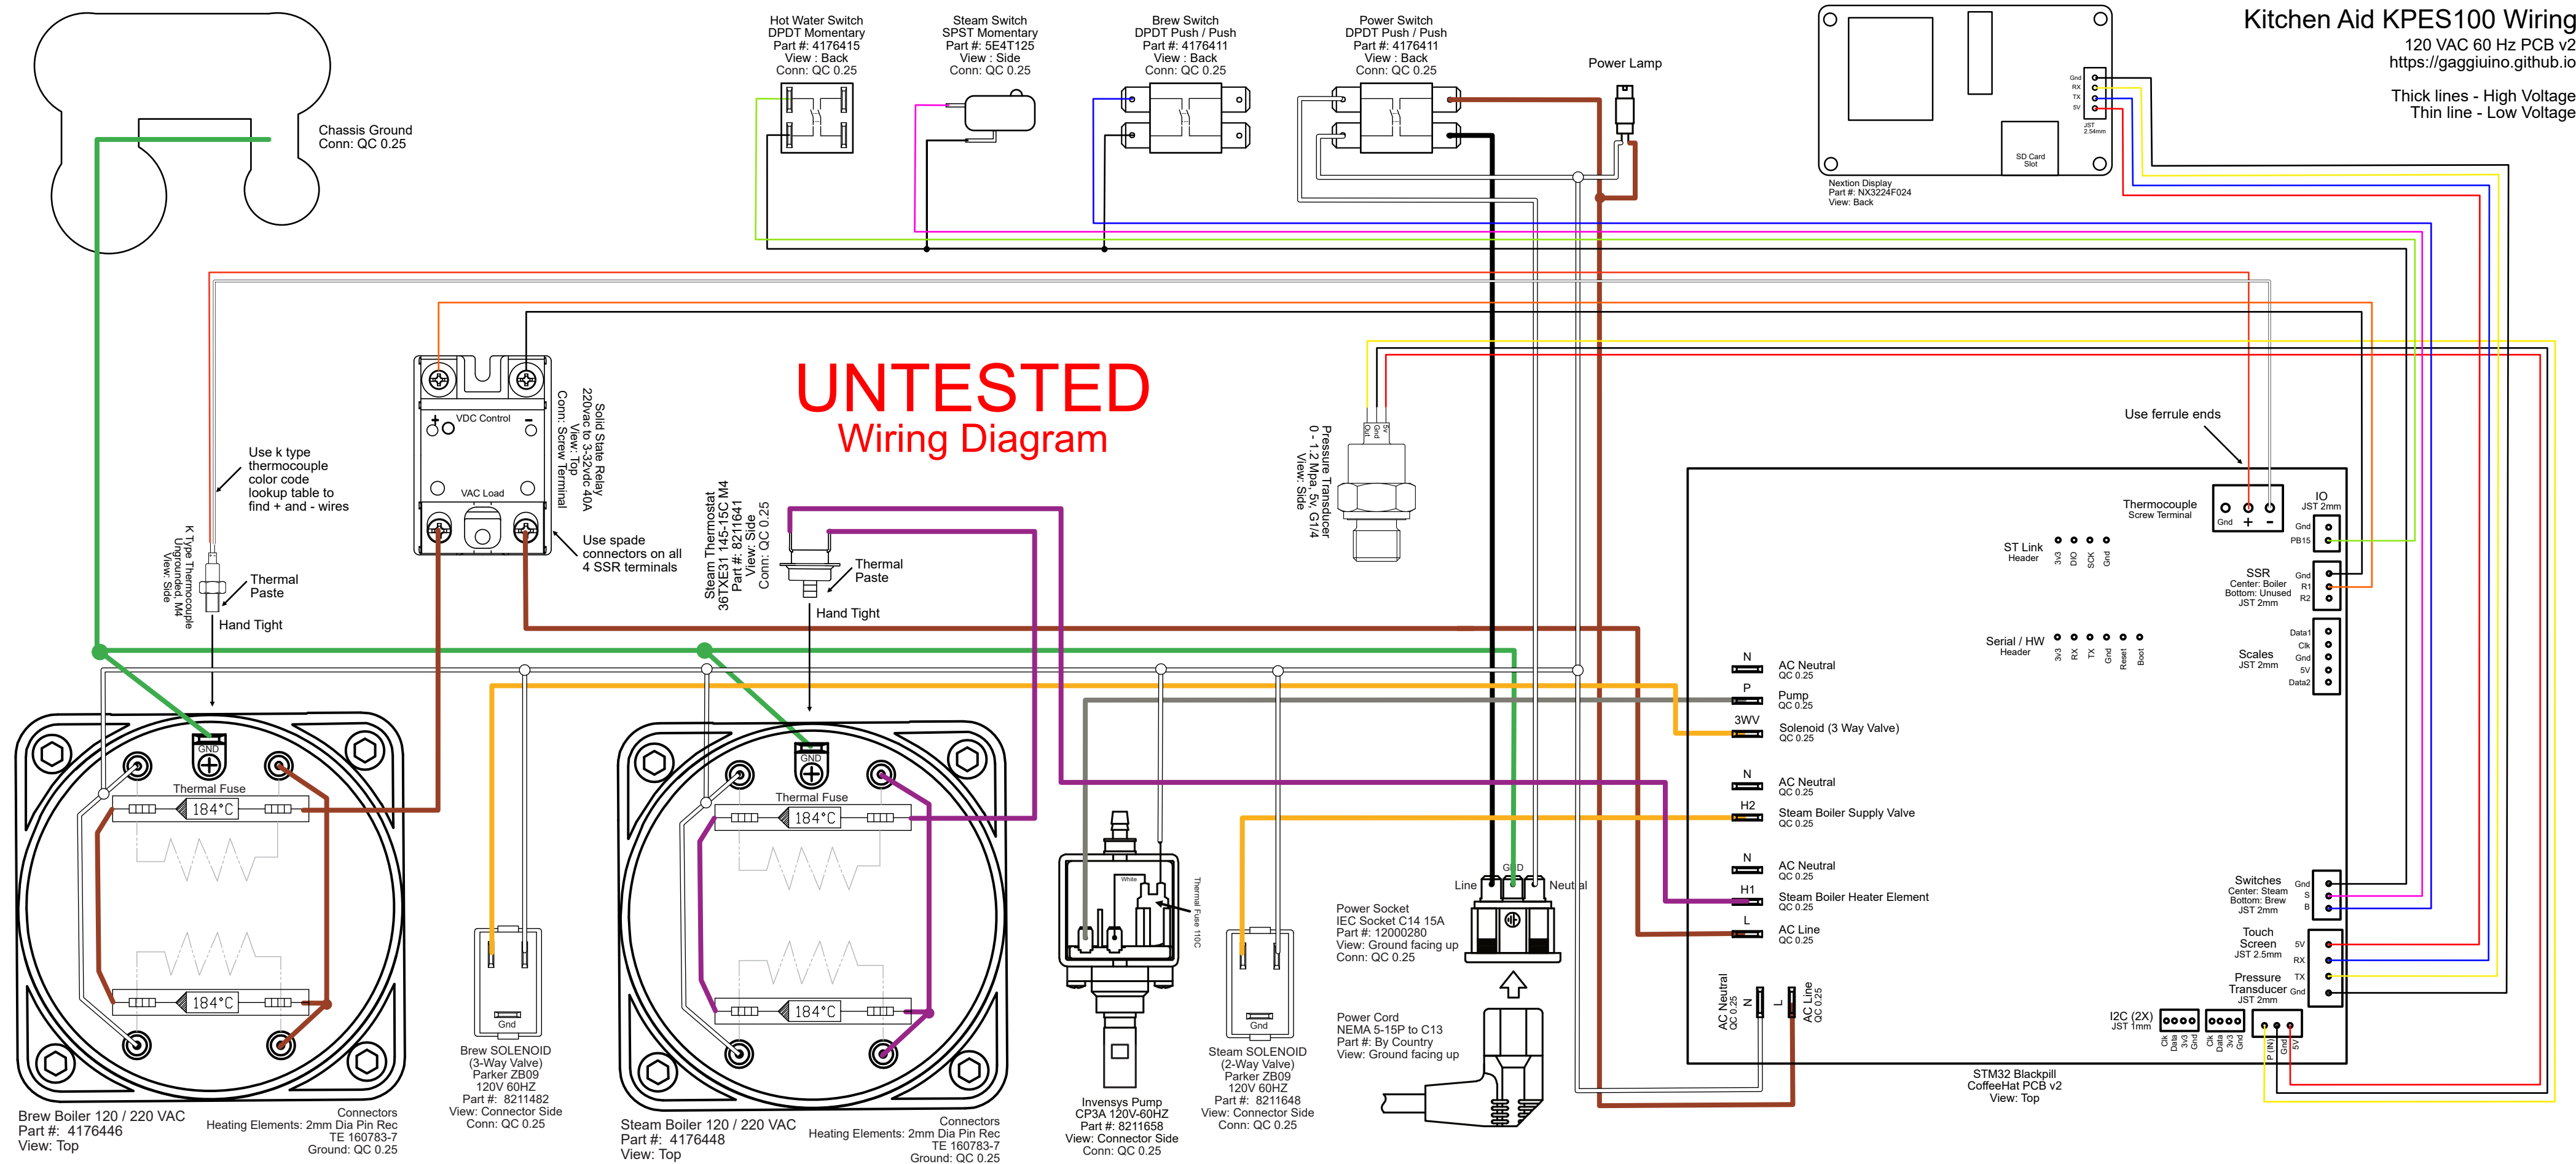 Kitchen Aid KPES100 Wiring
120 VAC 60 Hz PCB v2
https://gaggiuino.github.io
Thick lines - High Voltage
Thin line - Low Voltage
Hot Water Switch
DPDT Momentary
Part #: 4176415
View : Back
Conn: QC 0.25
Steam Switch
SPST Momentary
Part #: 5E4T125
View : Side
Conn: QC 0.25
Brew Switch
DPDT Push / Push
Part #: 4176411
View : Back
Conn: QC 0.25
Power Switch
DPDT Push / Push
Part #: 4176411
View : Back
Conn: QC 0.25
Power Lamp
Gnd
RX
TX
5V
JST
2.54mm
SD Card
Slot
Nextion Display
Part #: NX3224F024
View: Back
Chassis Ground
Conn: QC 0.25
UNTESTED
Wiring Diagram
VDC Control
+
-
VAC Load
Solid State Relay
220vac to 3-32vdc 40A
View: Top
Conn: Screw Terminal
Use spade
connectors on all
4 SSR terminals
Use k type
thermocouple
color code
lookup table to
find + and - wires
K Type Thermocouple
Ungrounded, M4
View: Side
Thermal
Paste
Hand Tight
Steam Thermostat
36TXE31 145-15C M4
Part #: 8211641
View: Side
Conn: QC 0.25
Thermal
Paste
Hand Tight
Out
Gnd
5v
Pressure Transducer
0 - 1.2 Mpa, 5v, G1/4
View: Side
Use ferrule ends
Thermocouple
Screw Terminal
Gnd
+
-
IO
JST 2mm
Gnd
PB15
ST Link
Header
3v3
DIO
SCK
Gnd
SSR
Center: Boiler
Bottom: Unused
JST 2mm
Gnd
R1
R2
Serial / HW
Header
3v3
RX
TX
Gnd
Reset
Boot
Scales
JST 2mm
Data1
Clk
Gnd
5V
Data2
N
AC Neutral
QC 0.25
P
Pump
QC 0.25
3WV
Solenoid (3 Way Valve)
QC 0.25
N
AC Neutral
QC 0.25
H2
Steam Boiler Supply Valve
QC 0.25
N
AC Neutral
QC 0.25
H1
Steam Boiler Heater Element
QC 0.25
L
AC Line
QC 0.25
AC Neutral
QC 0.25
N
L
AC Line
QC 0.25
Switches
Center: Steam
Bottom: Brew
JST 2mm
Gnd
S
B
Touch
Screen
JST 2.5mm
5V
RX
TX
Gnd
Pressure
Transducer
JST 2mm
P (IN)
Gnd
5V
I2C (2X)
JST 1mm
Clk
Data
3v3
Gnd
Clk
Data
3v3
Gnd
STM32 Blackpill
CoffeeHat PCB v2
View: Top
GND
Thermal Fuse
184°C
184°C
Brew Boiler 120 / 220 VAC
Part #: 4176446
View: Top
Connectors
Heating Elements: 2mm Dia Pin Rec
TE 160783-7
Ground: QC 0.25
Gnd
Brew SOLENOID
(3-Way Valve)
Parker ZB09
120V 60HZ
Part #: 8211482
View: Connector Side
Conn: QC 0.25
GND
Thermal Fuse
184°C
184°C
Steam Boiler 120 / 220 VAC
Part #: 4176448
View: Top
Connectors
Heating Elements: 2mm Dia Pin Rec
TE 160783-7
Ground: QC 0.25
White
Thermal Fuse 110C
Invensys Pump
CP3A 120V-60HZ
Part #: 8211658
View: Connector Side
Conn: QC 0.25
Gnd
Steam SOLENOID
(2-Way Valve)
Parker ZB09
120V 60HZ
Part #: 8211648
View: Connector Side
Conn: QC 0.25
Line
GND
Neutral
Power Socket
IEC Socket C14 15A
Part #: 12000280
View: Ground facing up
Conn: QC 0.25
Power Cord
NEMA 5-15P to C13
Part #: By Country
View: Ground facing up